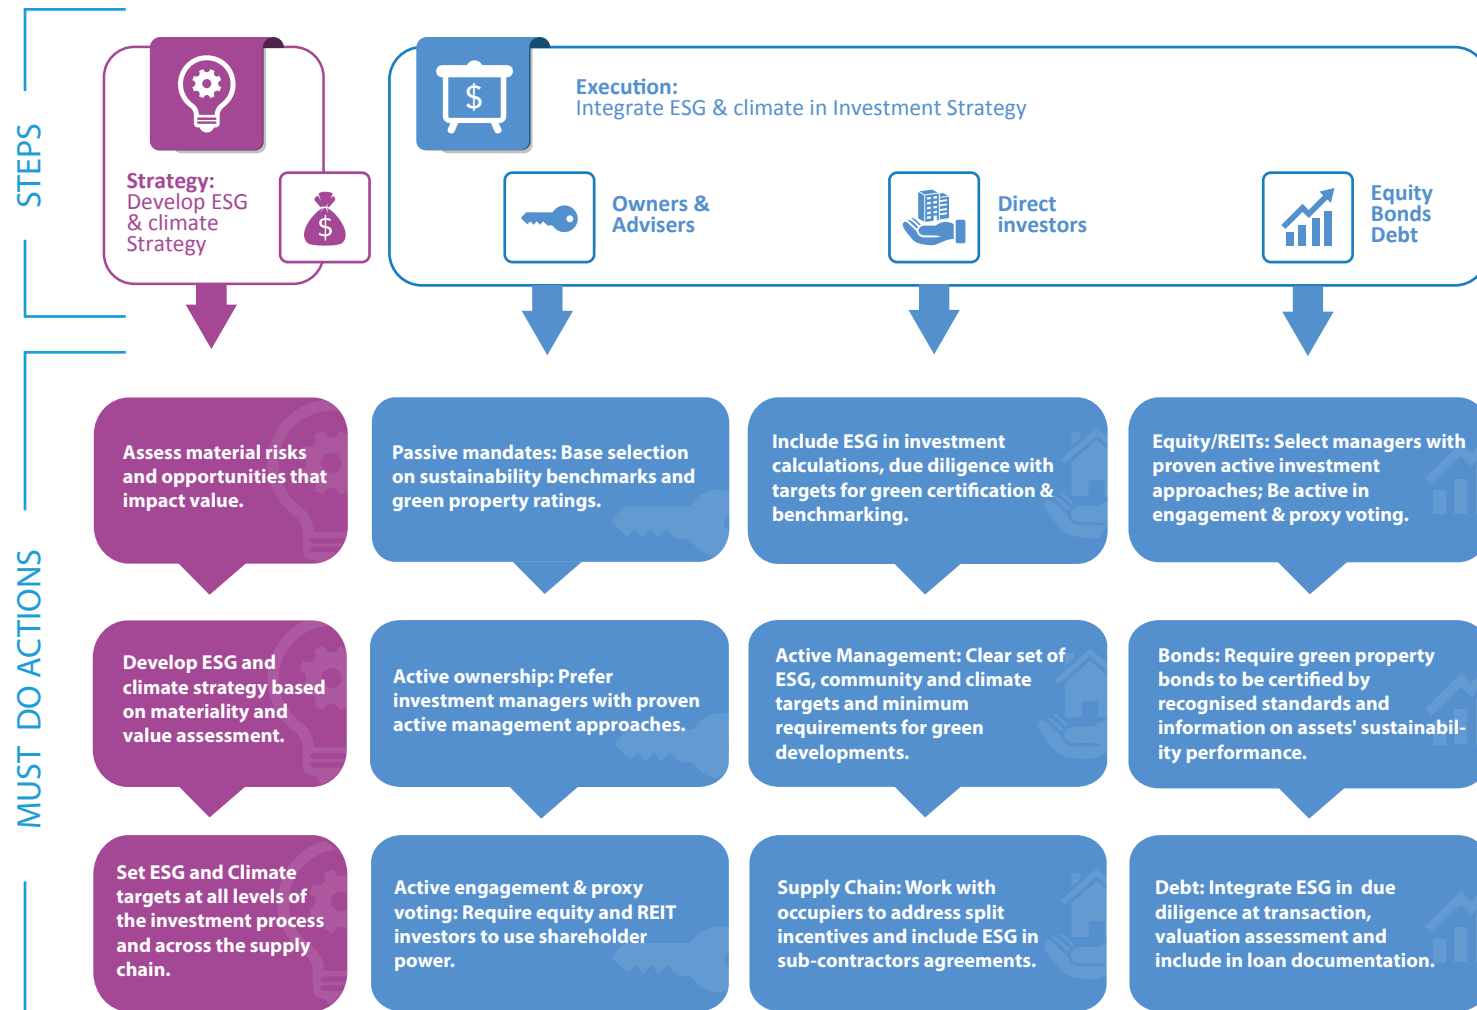 STEPS
Strategy:
Develop ESG
& climate
Strategy
$
$
Execution:
Integrate ESG & climate in Investment Strategy
Owners &
Advisers
Direct
investors
Equity
Bonds
Debt
MUST DO ACTIONS
Assess material risks
and opportunities that
impact value.
Passive mandates: Base selection
on sustainability benchmarks and
green property ratings.
Include ESG in investment
calculations, due diligence with
targets for green certification &
benchmarking.
Equity/REITs: Select managers with
proven active investment
approaches; Be active in
engagement & proxy voting.
Develop ESG and
climate strategy based
on materiality and
value assessment.
Active ownership: Prefer
investment managers with proven
active management approaches.
Active Management: Clear set of
ESG, community and climate
targets and minimum
requirements for green
developments.
Bonds: Require green property
bonds to be certified by
recognised standards and
information on assets' sustainabil-
ity performance.
Set ESG and Climate
targets at all levels of
the investment process
and across the supply
chain.
Active engagement & proxy
voting: Require equity and REIT
investors to use shareholder
power.
Supply Chain: Work with
occupiers to address split
incentives and include ESG in
sub-contractors agreements.
Debt: Integrate ESG in due
diligence at transaction,
valuation assessment and
include in loan documentation.